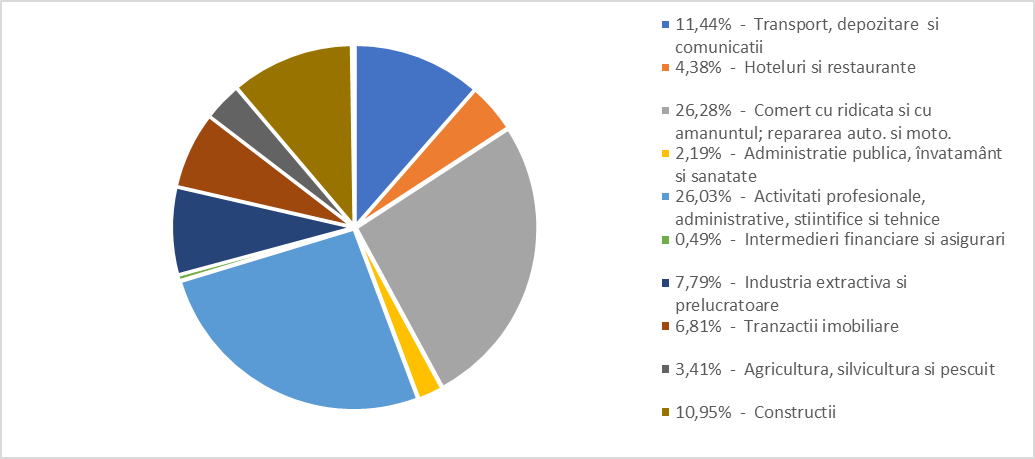 11,44%  -  Transport, depozitare  si
comunicatii
4,38%  -  Hoteluri si restaurante
26,28%  -  Comert cu ridicata si cu
amanuntul; repararea auto. si moto.
2,19%  -  Administratie publica, învatamânt
si sanatate
26,03%  -  Activitati profesionale,
administrative, stiintifice si tehnice
0,49%  -  Intermedieri financiare si asigurari
7,79%  -  Industria extractiva si
prelucratoare
6,81%  -  Tranzactii imobiliare
3,41%  -  Agricultura, silvicultura si pescuit
10,95%  -  Constructii